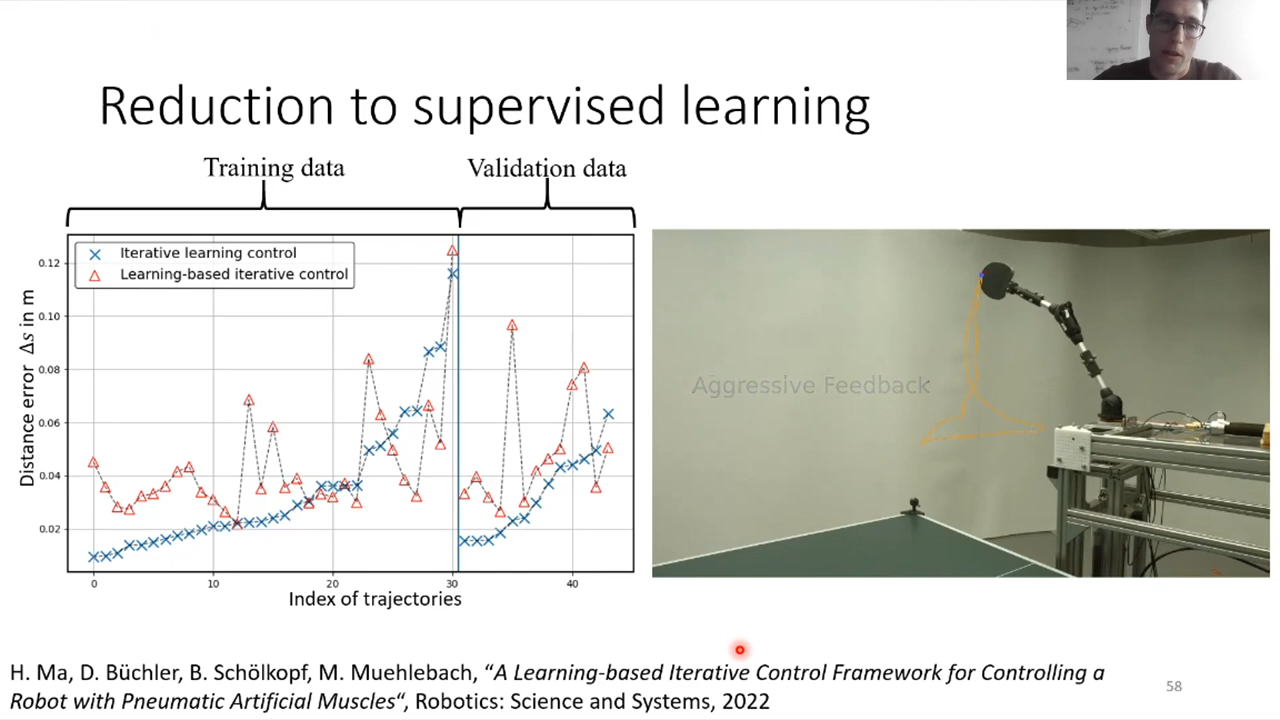 Reduction to supervised learning
Training data
Validation data
Iterative learning control
Learning-based iterative control
Distance error Δs in m
0.12
0.10
0.08
0.06
0.04
0.02
0
10
20
30
40
Index of trajectories
Aggressive Feedback
H. Ma, D. Büchler, B. Schölkopf, M. Muehlebach, “A Learning-based Iterative Control Framework for Controlling a
Robot with Pneumatic Artificial Muscles“, Robotics: Science and Systems, 2022
58